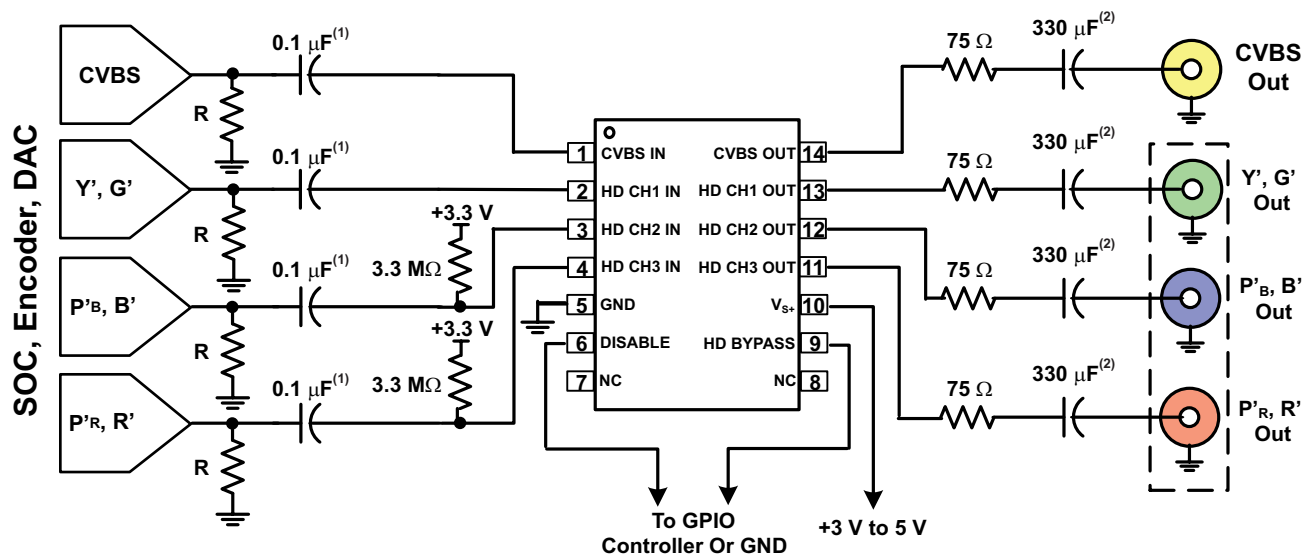 SOC, Encoder, DAC
CVBS
R
0.1 μF(1)
Y', G'
R
0.1 μF(1)
P'B, B'
R
0.1 μF(1)
+3.3 V
3.3 MΩ
P'R, R'
R
0.1 μF(1)
+3.3 V
3.3 MΩ
1 CVBS IN
2 HD CH1 IN
3 HD CH2 IN
4 HD CH3 IN
5 GND
6 DISABLE
7 NC
CVBS OUT 14
HD CH1 OUT 13
HD CH2 OUT 12
HD CH3 OUT 11
VS+ 10
HD BYPASS 9
NC 8
To GPIO
Controller Or GND
+3 V to 5 V
75 Ω
330 μF(2)
CVBS
Out
75 Ω
330 μF(2)
Y', G'
Out
75 Ω
330 μF(2)
P'B, B'
Out
75 Ω
330 μF(2)
P'R, R'
Out